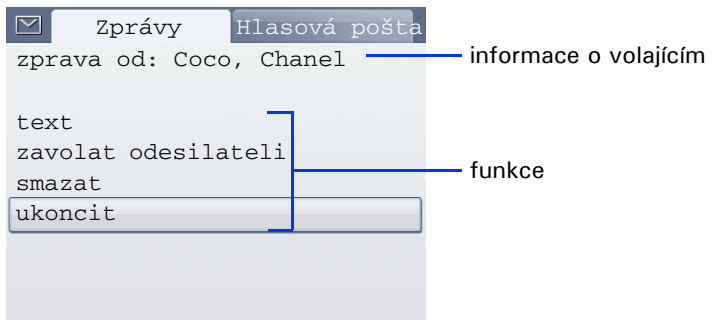 Zprávy Hlasová pošta
zprava od: Coco, Chanel informace o volajícím
text
zavolat odesilateli
funkce
smazat
ukoncit